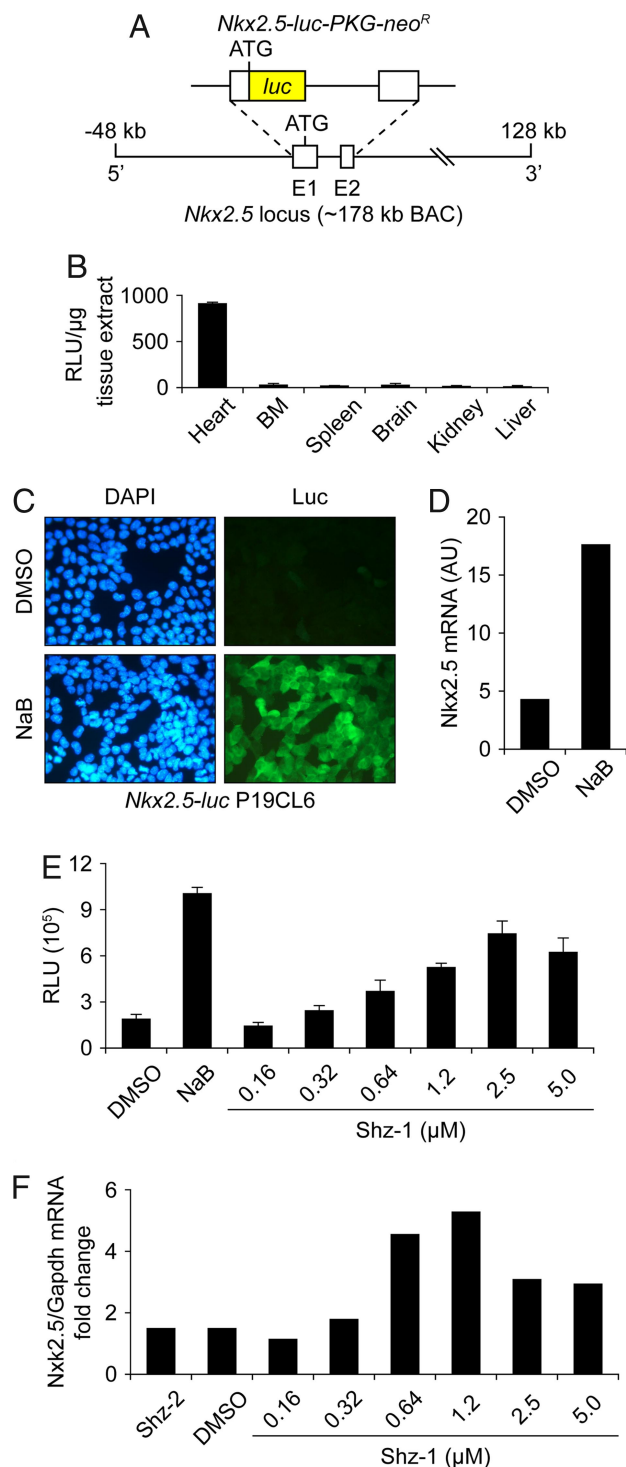 A
Nkx2.5-luc-PKG-neoᴿ
ATG
luc
-48 kb
ATG
128 kb
5’
E1
E2
3’
Nkx2.5 locus (~178 kb BAC)
B
RLU/µg
tissue extract
1000
500
0
Heart
BM
Spleen
Brain
Kidney
Liver
C
DAPI
Luc
DMSO
NaB
Nkx2.5-luc P19CL6
D
Nkx2.5 mRNA (AU)
20
15
10
5
0
DMSO
NaB
E
RLU (10⁵)
12
9
6
3
0
DMSO
NaB
0.16
0.32
0.64
1.2
2.5
5.0
Shz-1 (µM)
F
Nxk2.5/Gapdh mRNA
fold change
6
4
2
0
Shz-2
DMSO
0.16
0.32
0.64
1.2
2.5
5.0
Shz-1 (µM)